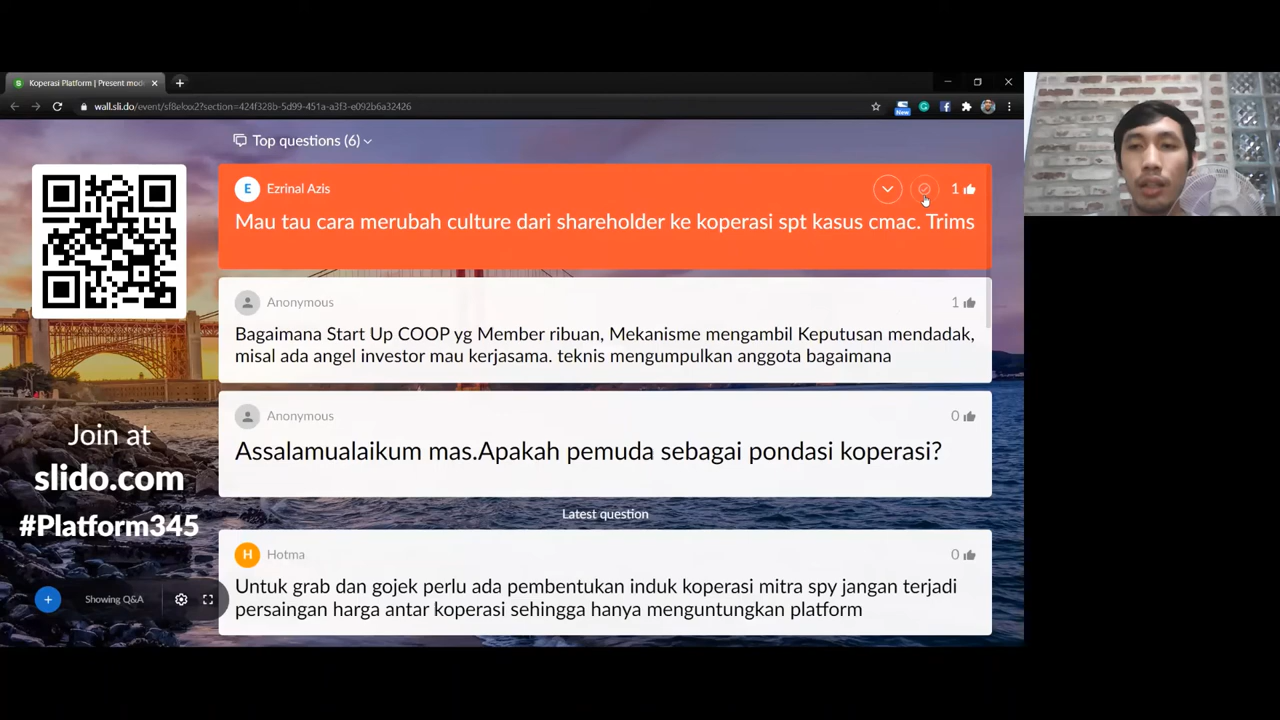 Koperasi Platform | Present mod
wall.sli.do/event/sf8elxx2?section=424f328b-5d99-451a-a3f3-e092b6a32426
New
Top questions (6)
E Ezrinal Azis 1
Mau tau cara merubah culture dari shareholder ke koperasi spt kasus cmac. Trims
Anonymous 1
Bagaimana Start Up COOP yg Member ribuan, Mekanisme mengambil Keputusan mendadak,
misal ada angel investor mau kerjasama. teknis mengumpulkan anggota bagaimana
Anonymous 0
Assalamualaikum mas.Apakah pemuda sebagai pondasi koperasi?
Latest question
H Hotma 0
Untuk grab dan gojek perlu ada pembentukan induk koperasi mitra spy jangan terjadi
persaingan harga antar koperasi sehingga hanya menguntungkan platform
Join at
slido.com
#Platform345
Showing Q&A